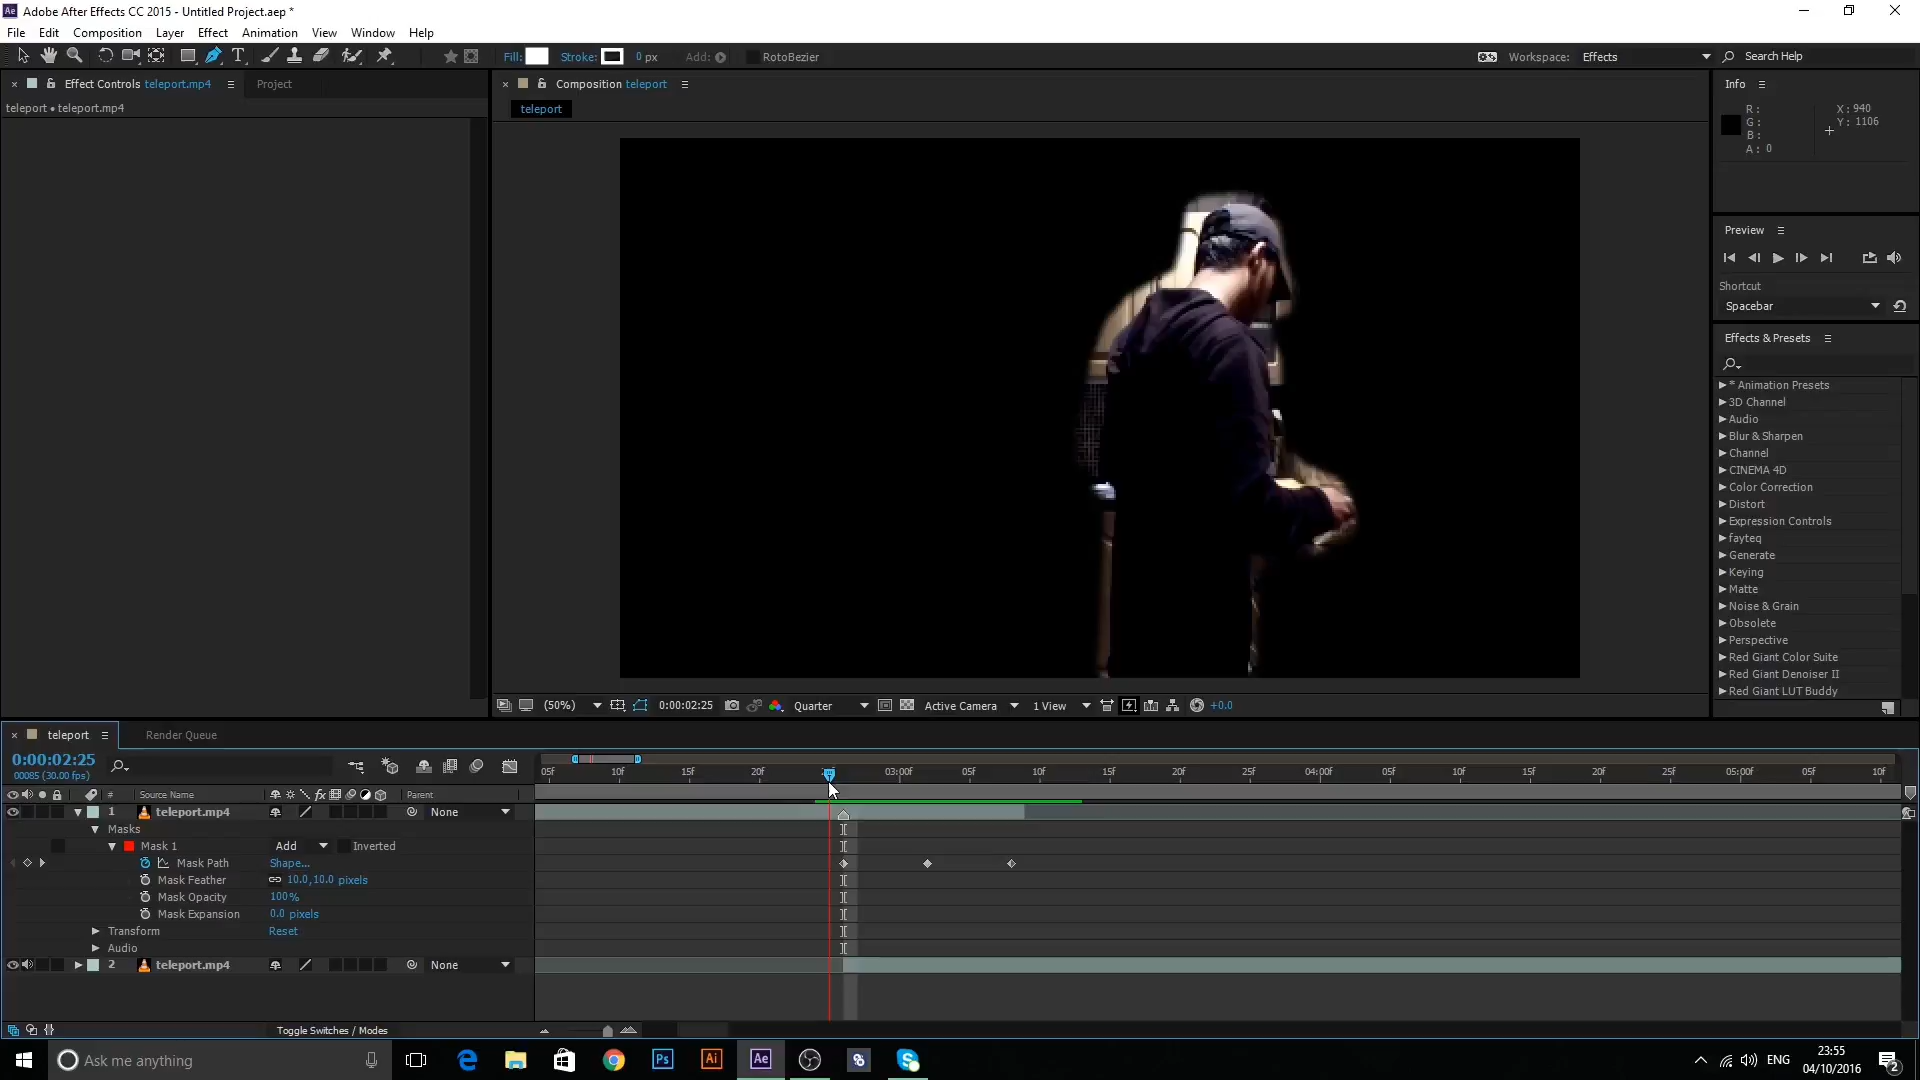 Adobe After Effects CC 2015 - Untitled Project.aep *
File Edit Composition Layer Effect Animation View Window Help
Fill: Stroke: 0 px Add: RotoBezier Workspace: Effects Search Help
Effect Controls teleport.mp4 Project
teleport • teleport.mp4
Composition teleport
teleport
Info
R:
G:
B:
A: 0
X: 940
Y: 1106
Preview
Shortcut
Spacebar
Effects & Presets
* Animation Presets
3D Channel
Audio
Blur & Sharpen
Channel
CINEMA 4D
Color Correction
Distort
Expression Controls
fayteq
Generate
Keying
Matte
Noise & Grain
Obsolete
Perspective
Red Giant Color Suite
Red Giant Denoiser II
Red Giant LUT Buddy
(50%) 0:00:02:25 Quarter Active Camera 1 View +0.0
teleport Render Queue
0:00:02:25
00085 (30.00 fps)
05f 10f 15f 20f 03:00f 05f 10f 15f 20f 25f 04:00f 05f 10f 15f 20f 25f 05:00f 05f 10f
# Source Name Parent
1 teleport.mp4 None
Masks
Mask 1 Add Inverted
Mask Path Shape...
Mask Feather 10.0,10.0 pixels
Mask Opacity 100%
Mask Expansion 0.0 pixels
Transform Reset
Audio
2 teleport.mp4 None
Toggle Switches / Modes
Ask me anything
Ps Ai Ae
ENG
23:55
04/10/2016
2